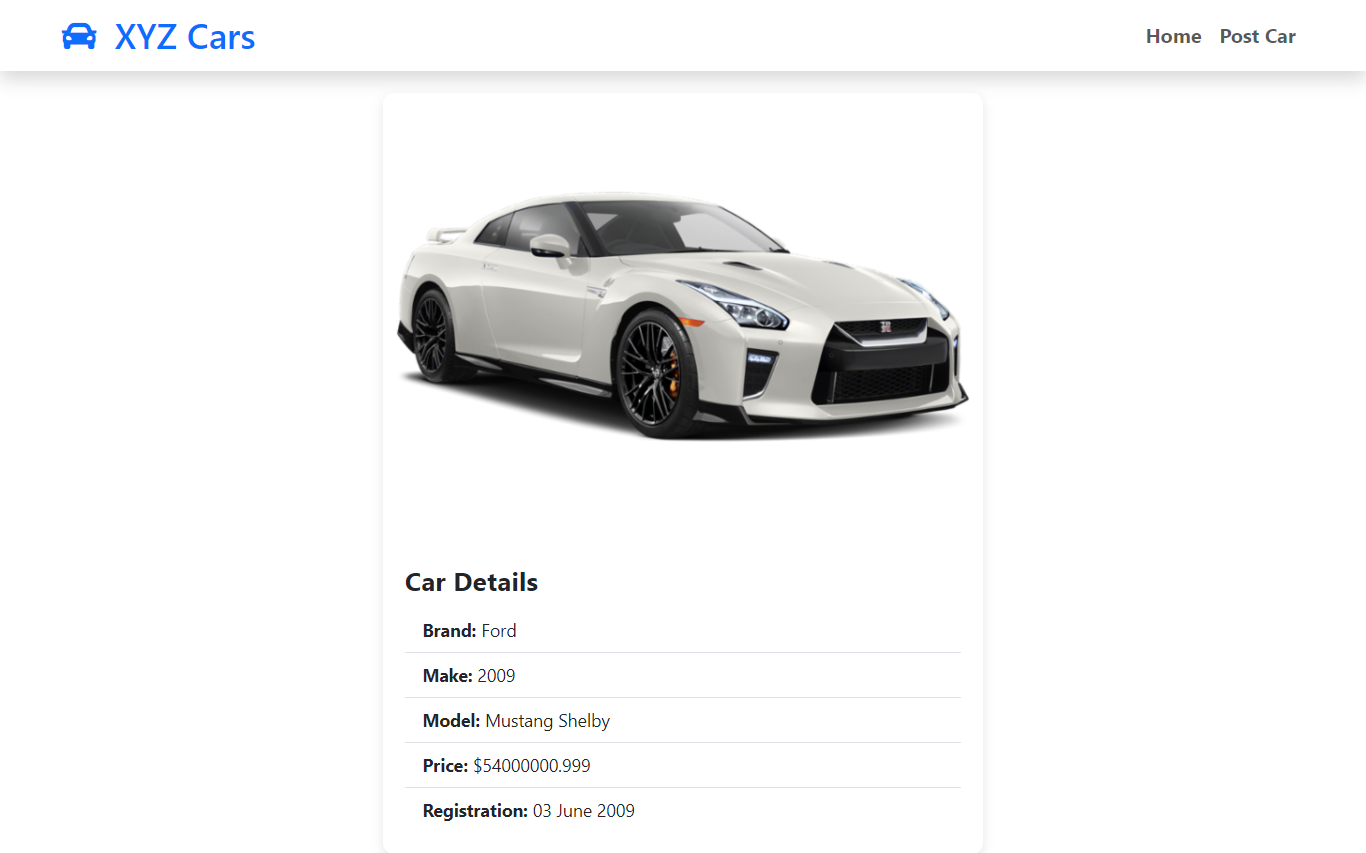 XYZ Cars
Home Post Car
Car Details
Brand: Ford
Make: 2009
Model: Mustang Shelby
Price: $54000000.999
Registration: 03 June 2009